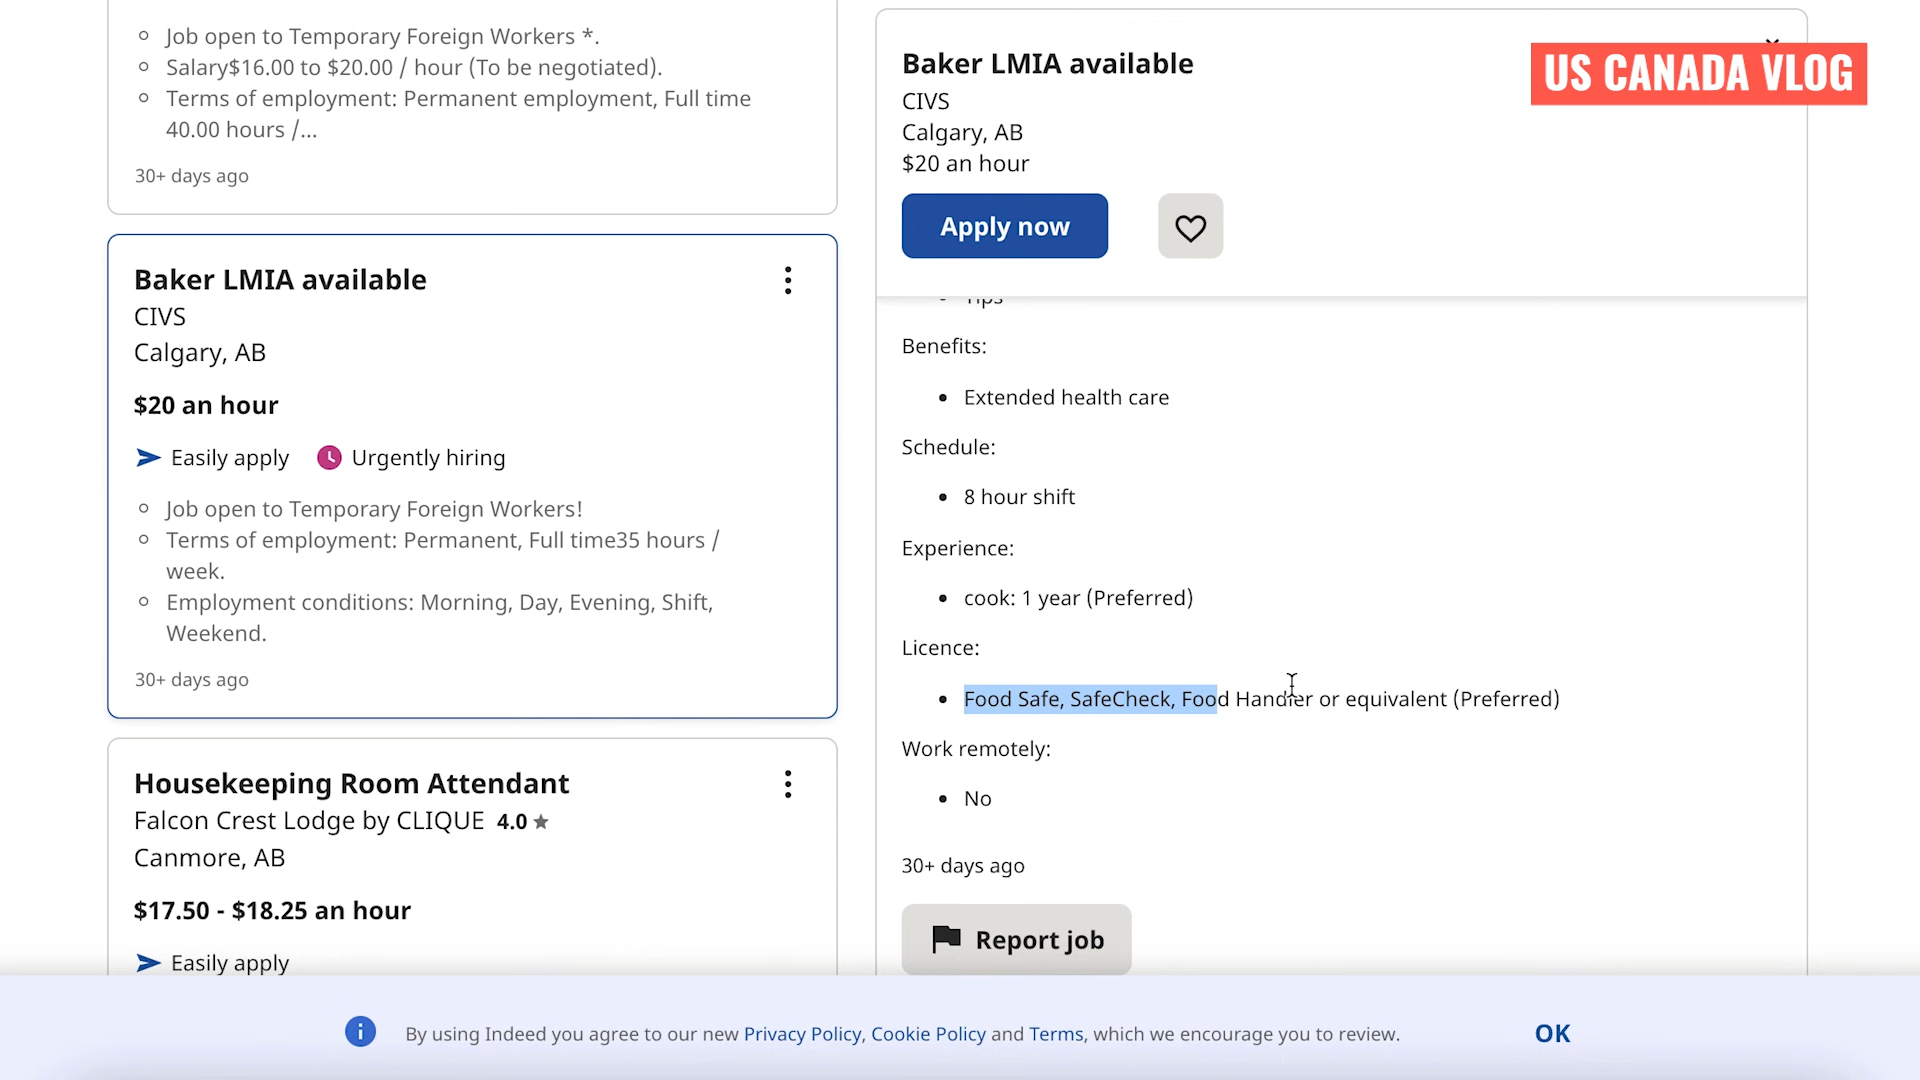 Job open to Temporary Foreign Workers *.
Salary$16.00 to $20.00 / hour (To be negotiated).
Terms of employment: Permanent employment, Full time
40.00 hours /...
30+ days ago
Baker LMIA available
CIVS
Calgary, AB
$20 an hour
Easily apply
Urgently hiring
Job open to Temporary Foreign Workers!
Terms of employment: Permanent, Full time35 hours /
week.
Employment conditions: Morning, Day, Evening, Shift,
Weekend.
30+ days ago
Housekeeping Room Attendant
Falcon Crest Lodge by CLIQUE 4.0
Canmore, AB
$17.50 - $18.25 an hour
Easily apply
Baker LMIA available
US CANADA VLOG
CIVS
Calgary, AB
$20 an hour
Apply now
Tips
Benefits:
Extended health care
Schedule:
8 hour shift
Experience:
cook: 1 year (Preferred)
Licence:
Food Safe, SafeCheck, Food Handler or equivalent (Preferred)
Work remotely:
No
30+ days ago
Report job
By using Indeed you agree to our new Privacy Policy, Cookie Policy and Terms, which we encourage you to review.
OK